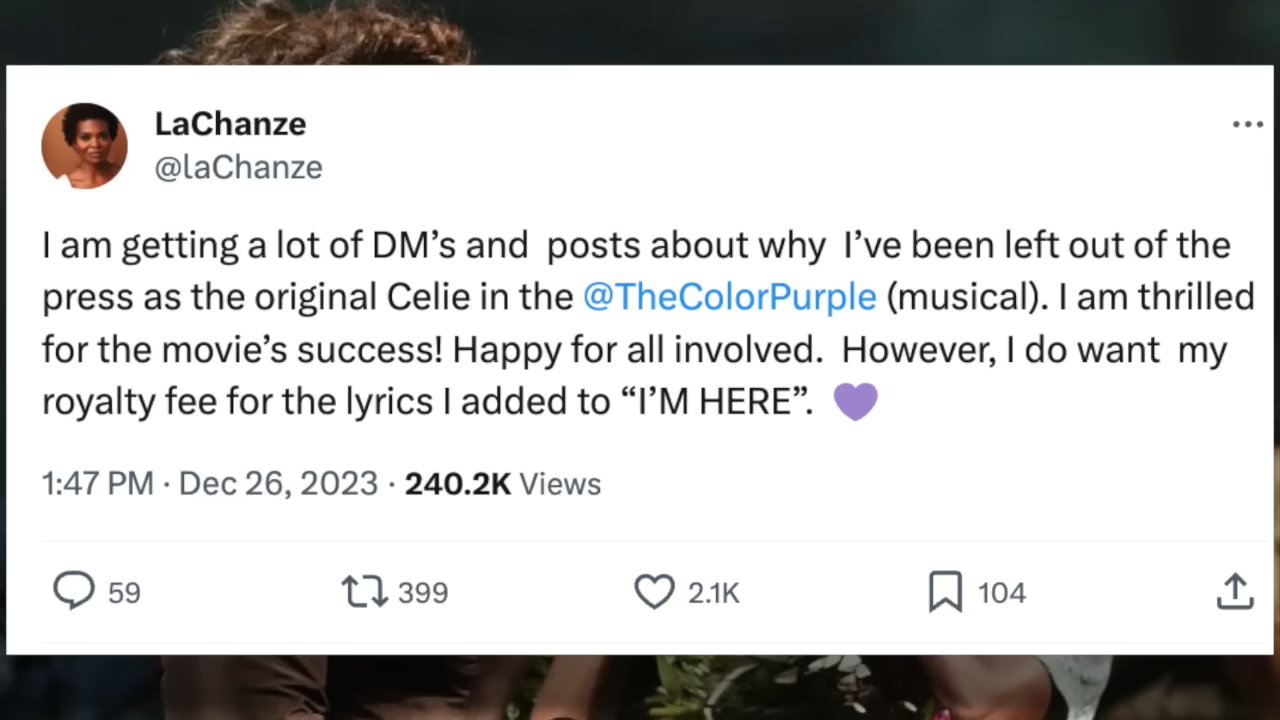 LaChanze
@laChanze
I am getting a lot of DM’s and  posts about why  I’ve been left out of the
press as the original Celie in the @TheColorPurple (musical). I am thrilled
for the movie’s success! Happy for all involved.  However, I do want  my
royalty fee for the lyrics I added to “I’M HERE”.  💜
1:47 PM · Dec 26, 2023 · 240.2K Views
59
399
2.1K
104